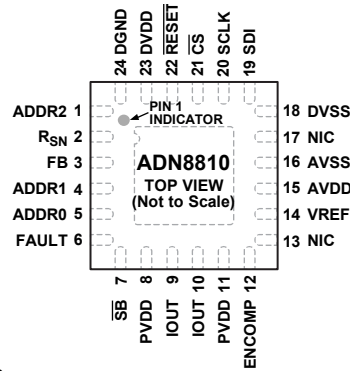 24 DGND
23 DVDD
22 RESET
21 CS
20 SCLK
19 SDI
ADDR2 1
RSN 2
FB 3
ADDR1 4
ADDR0 5
FAULT 6
PIN 1
INDICATOR
ADN8810
TOP VIEW
(Not to Scale)
18 DVSS
17 NIC
16 AVSS
15 AVDD
14 VREF
13 NIC
SB 7
PVDD 8
IOUT 9
IOUT 10
PVDD 11
ENCOMP 12